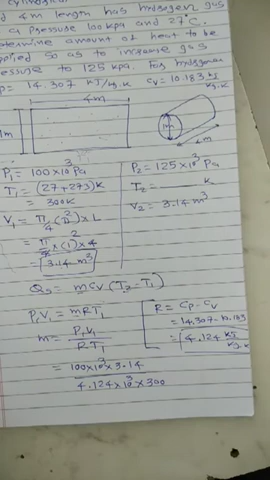 and 4m length has hydrogen gas
a pressure 100kpa and 27°C.
determine amount of heat to be
so as to increase gas
pressure to 125 kpa. For hydrogen
= 14.307 KJ/kg.K Cv = 10.183 KJ/kg.K
4m
1m
1m
4m
P1 = 100×10^3 Pa
P2 = 125×10^3 Pa
T1 = (27+273)K
= 300K
T2 = ___ K
V1 = π/4 (D^2) × L
V2 = 3.14 m^3
= π/4 × (1)^2 × 4
= 3.14 m^3
= mCv (T2 - T1)
P1V1 = mRT1
R = Cp - Cv
m = P1V1 / R.T1
= 14.307 - 10.183
= 4.124 KJ/kg.K
= 100×10^3×3.14 / 4.124×10^3×300